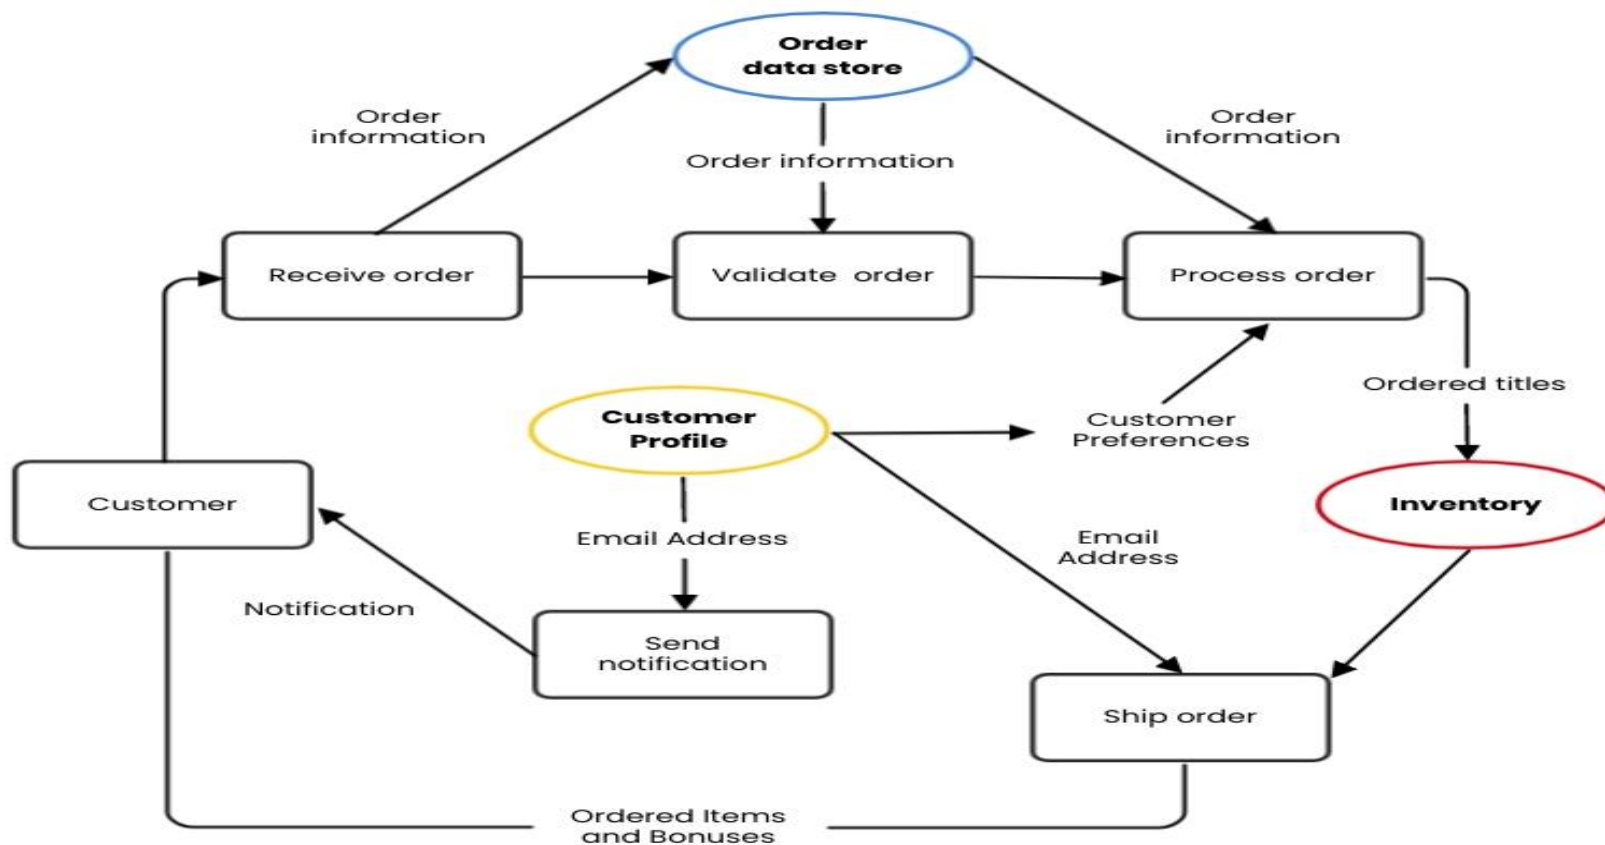 Order
data store
Order
information
Order information
Order
information
Receive order
Validate order
Process order
Ordered titles
Customer
Profile
Customer
Preferences
Customer
Inventory
Email Address
Email
Address
Notification
Send
notification
Ship order
Ordered Items
and Bonuses